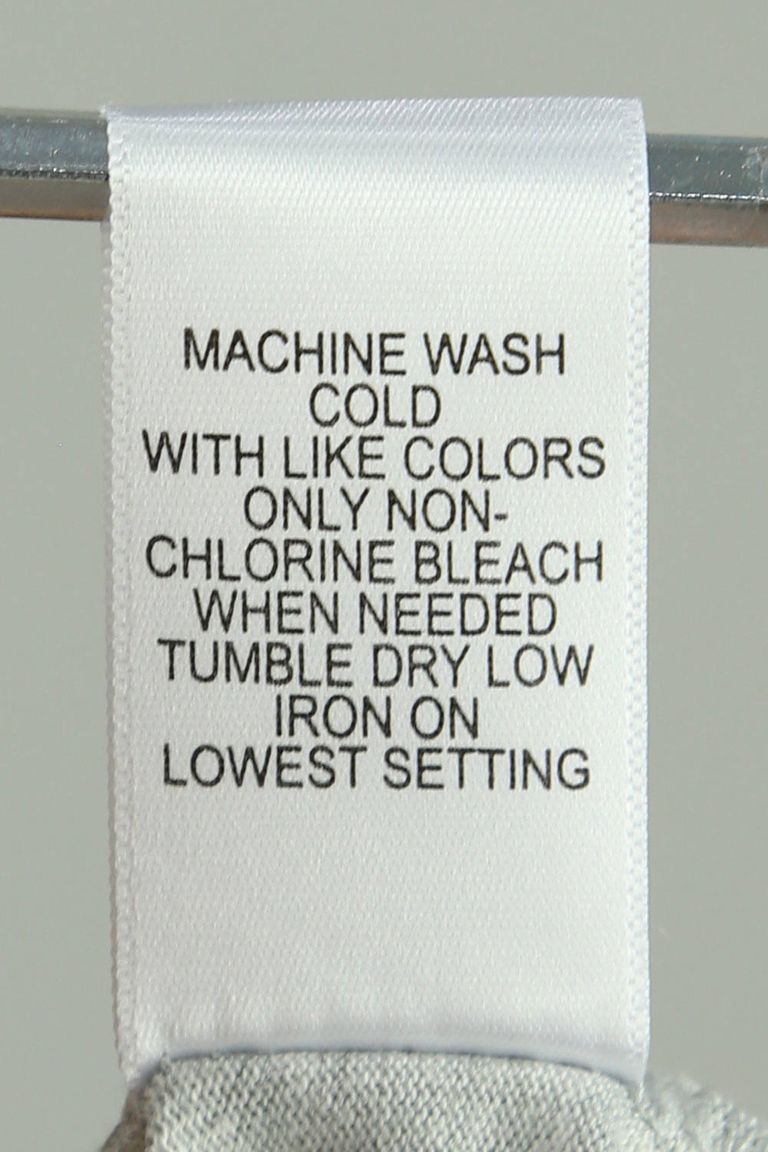 MACHINE WASH
COLD
WITH LIKE COLORS
ONLY NON-
CHLORINE BLEACH
WHEN NEEDED
TUMBLE DRY LOW
IRON ON
LOWEST SETTING